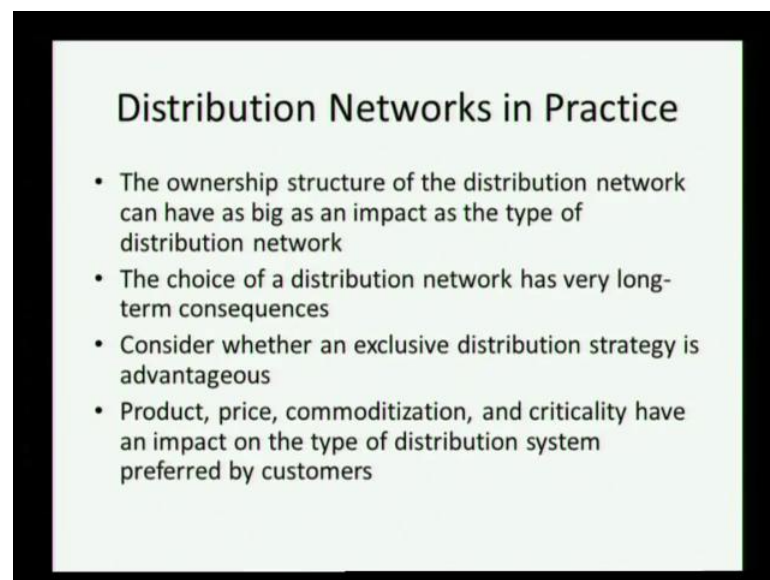 Distribution Networks in Practice
• The ownership structure of the distribution network
can have as big as an impact as the type of
distribution network
• The choice of a distribution network has very long-
term consequences
• Consider whether an exclusive distribution strategy is
advantageous
• Product, price, commoditization, and criticality have
an impact on the type of distribution system
preferred by customers